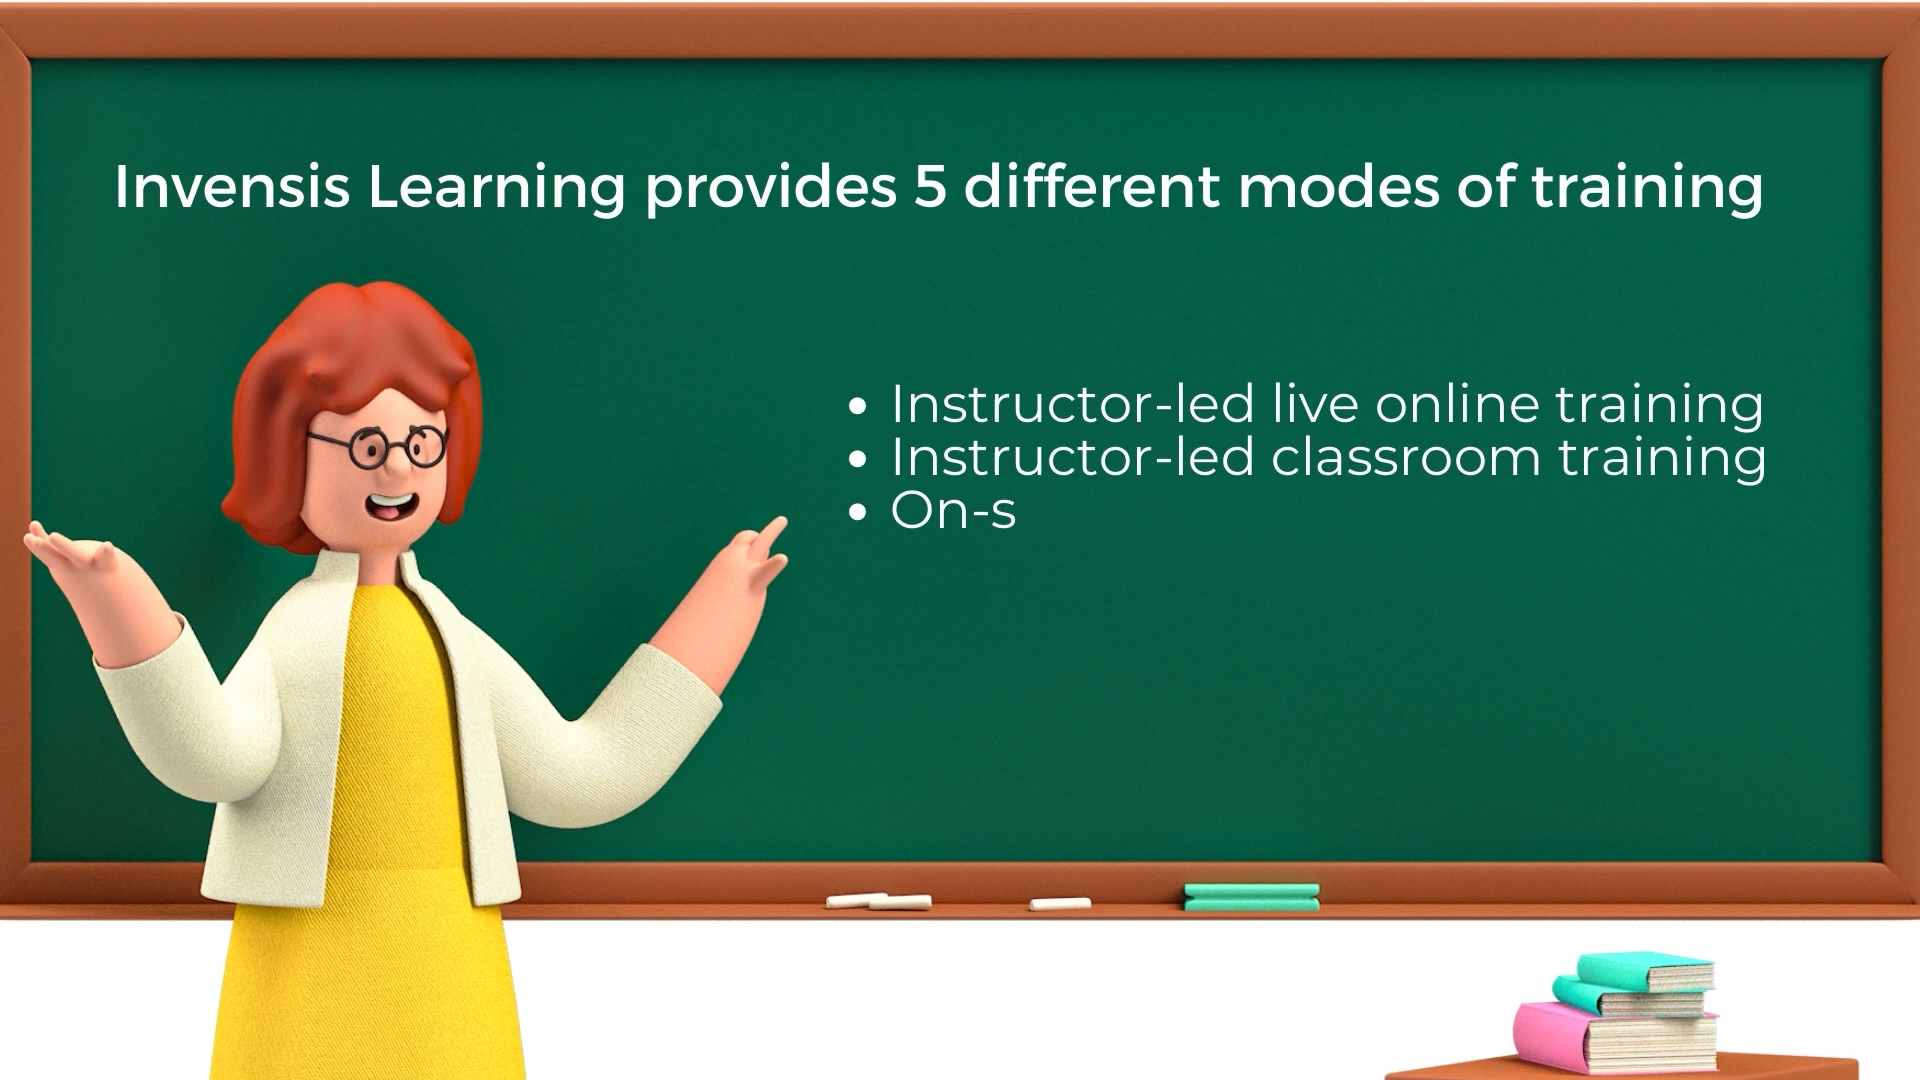 Invensis Learning provides 5 different modes of training
• Instructor-led live online training
• Instructor-led classroom training
• On-s